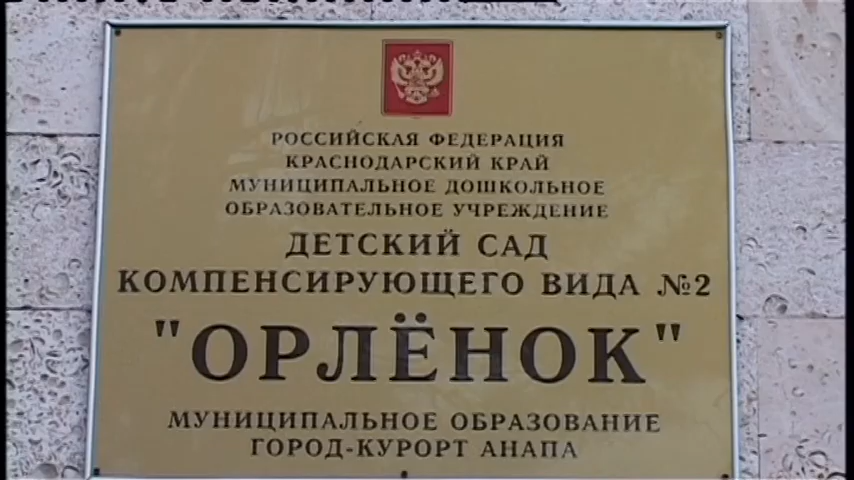 РОССИЙСКАЯ ФЕДЕРАЦИЯ
КРАСНОДАРСКИЙ КРАЙ
МУНИЦИПАЛЬНОЕ ДОШКОЛЬНОЕ
ОБРАЗОВАТЕЛЬНОЕ УЧРЕЖДЕНИЕ
ДЕТСКИЙ САД
КОМПЕНСИРУЮЩЕГО ВИДА №2
"ОРЛЁНОК"
МУНИЦИПАЛЬНОЕ ОБРАЗОВАНИЕ
ГОРОД-КУРОРТ АНАПА